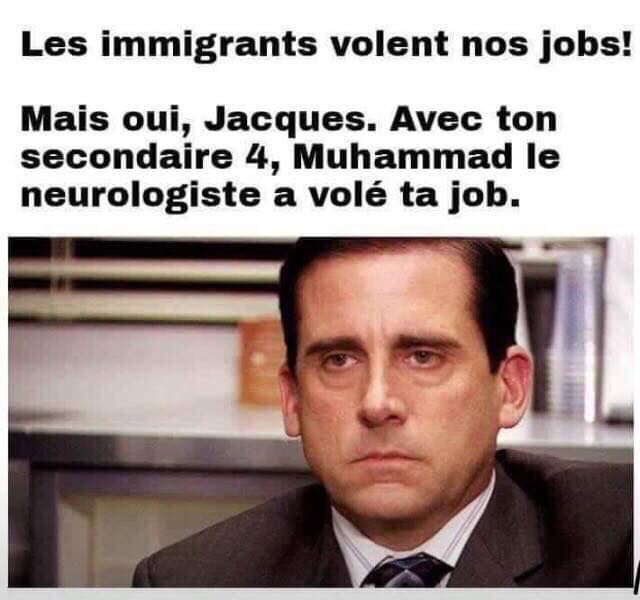 Les immigrants volent nos jobs!
Mais oui, Jacques. Avec ton
secondaire 4, Muhammad le
neurologiste a volé ta job.